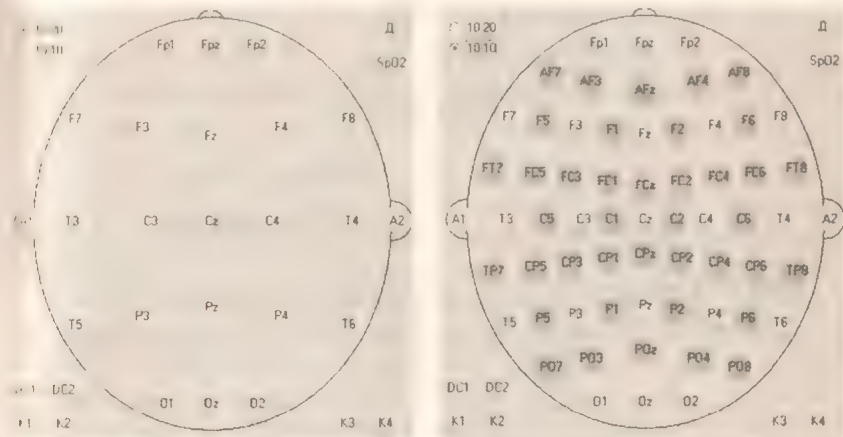 Д
Fp1 Fpz Fp2
SpO2
F7 F3 Fz F4 F8
T3 C3 Cz C4 T4 A2
T5 P3 Pz P4 T6
DC2
O1 Oz O2
K1 K2 K3 K4
10 20
10 10
Д
Fp1 Fpz Fp2
SpO2
AF7 AF3 AFz AF4 AF8
F7 F5 F3 F1 Fz F2 F4 F6 F8
FT7 FC5 FC3 FC1 FCz FC2 FC4 FC6 FT8
A1 T3 C5 C3 C1 Cz C2 C4 C6 T4 A2
TP7 CP5 CP3 CP1 CPz CP2 CP4 CP6 TP8
T5 P5 P3 P1 Pz P2 P4 P6 T6
PO7 PO3 POz PO4 PO8
DC1 DC2
O1 Oz O2
K1 K2 K3 K4